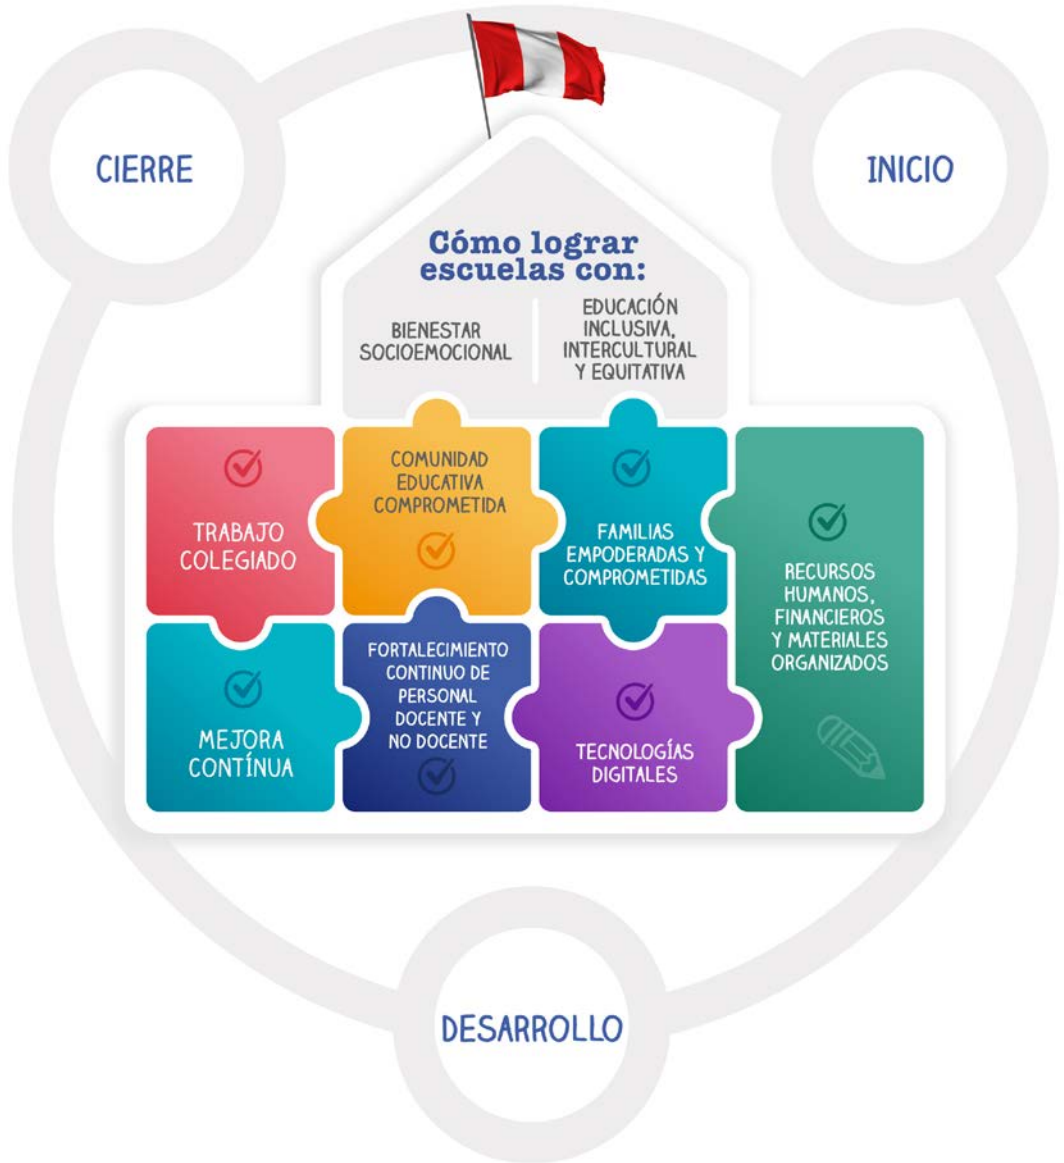 CIERRE
INICIO
Cómo lograr
escuelas con:
BIENESTAR
SOCIOEMOCIONAL
EDUCACIÓN
INCLUSIVA,
INTERCULTURAL
Y EQUITATIVA
TRABAJO
COLEGIADO
COMUNIDAD
EDUCATIVA
COMPROMETIDA
FAMILIAS
EMPODERADAS Y
COMPROMETIDAS
RECURSOS
HUMANOS,
FINANCIEROS
Y MATERIALES
ORGANIZADOS
MEJORA
CONTÍNUA
FORTALECIMIENTO
CONTINUO DE
PERSONAL
DOCENTE Y
NO DOCENTE
TECNOLOGÍAS
DIGITALES
DESARROLLO